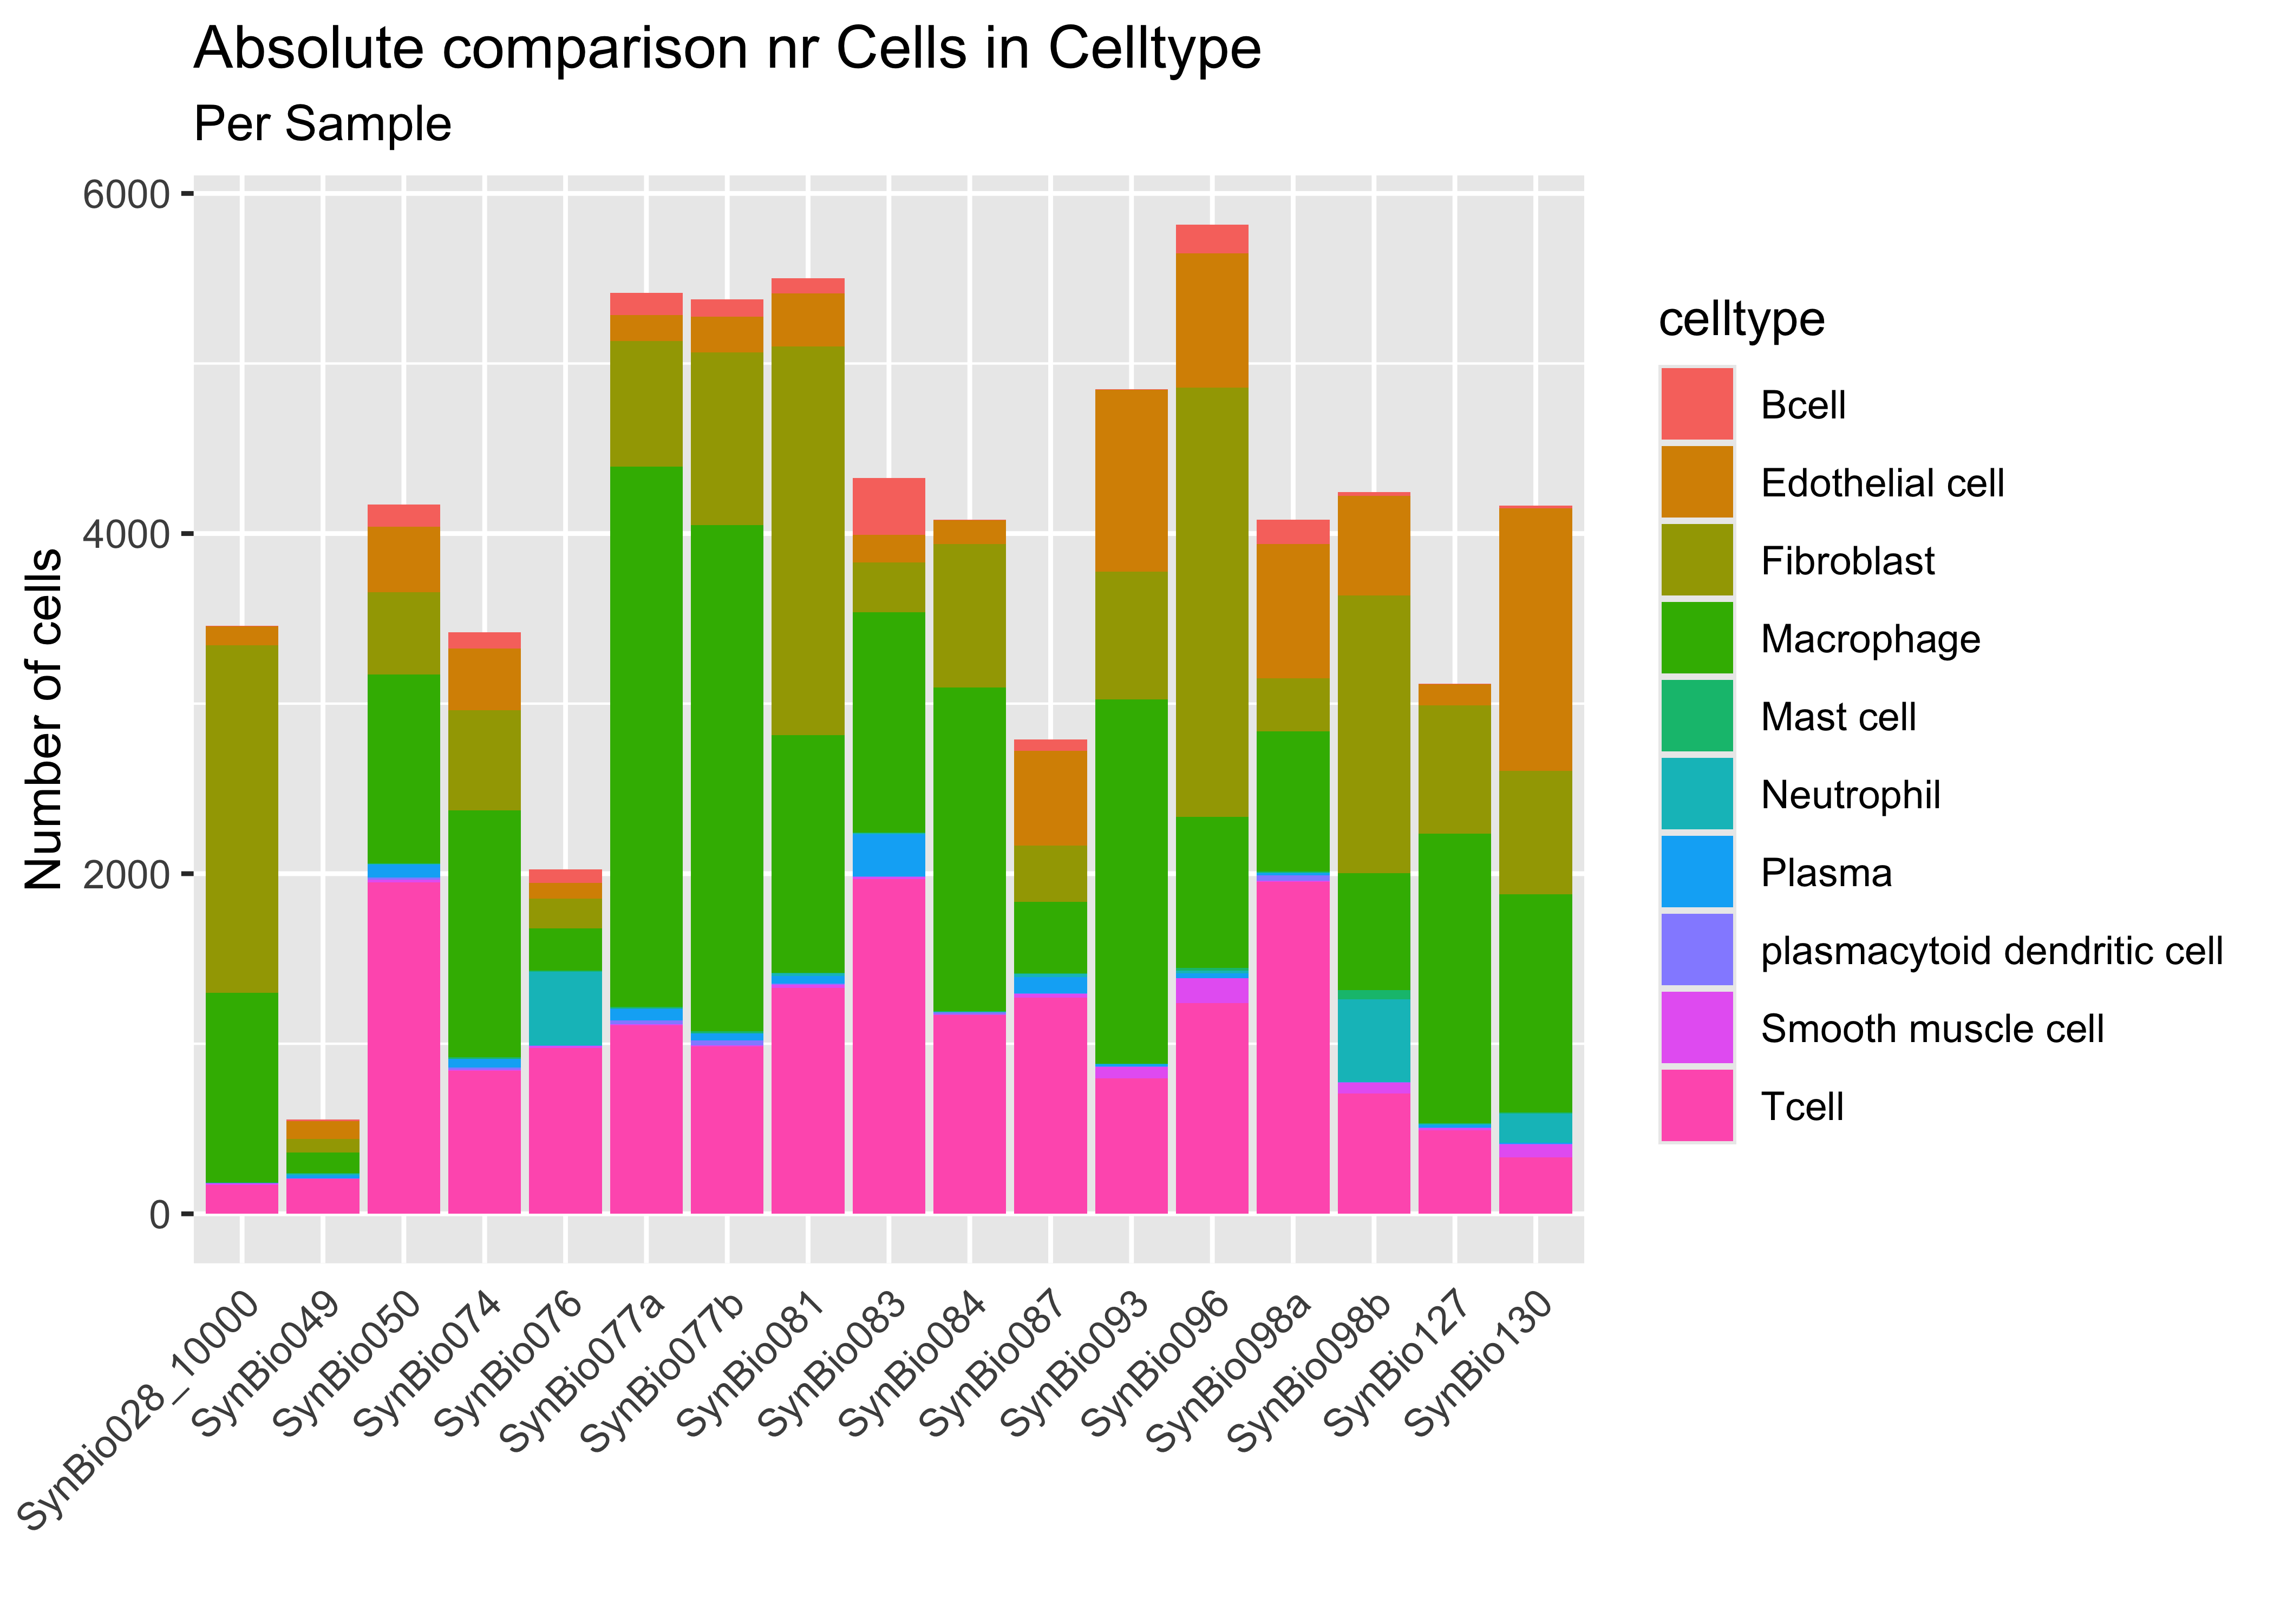 Absolute comparison nr Cells in Celltype
Per Sample
Number of cells
6000
4000
2000
0
SynBio028_10000
SynBio049
SynBio050
SynBio074
SynBio076
SynBio077a
SynBio077b
SynBio081
SynBio083
SynBio084
SynBio087
SynBio093
SynBio096
SynBio098a
SynBio098b
SynBio127
SynBio130
celltype
Bcell
Edothelial cell
Fibroblast
Macrophage
Mast cell
Neutrophil
Plasma
plasmacytoid dendritic cell
Smooth muscle cell
Tcell